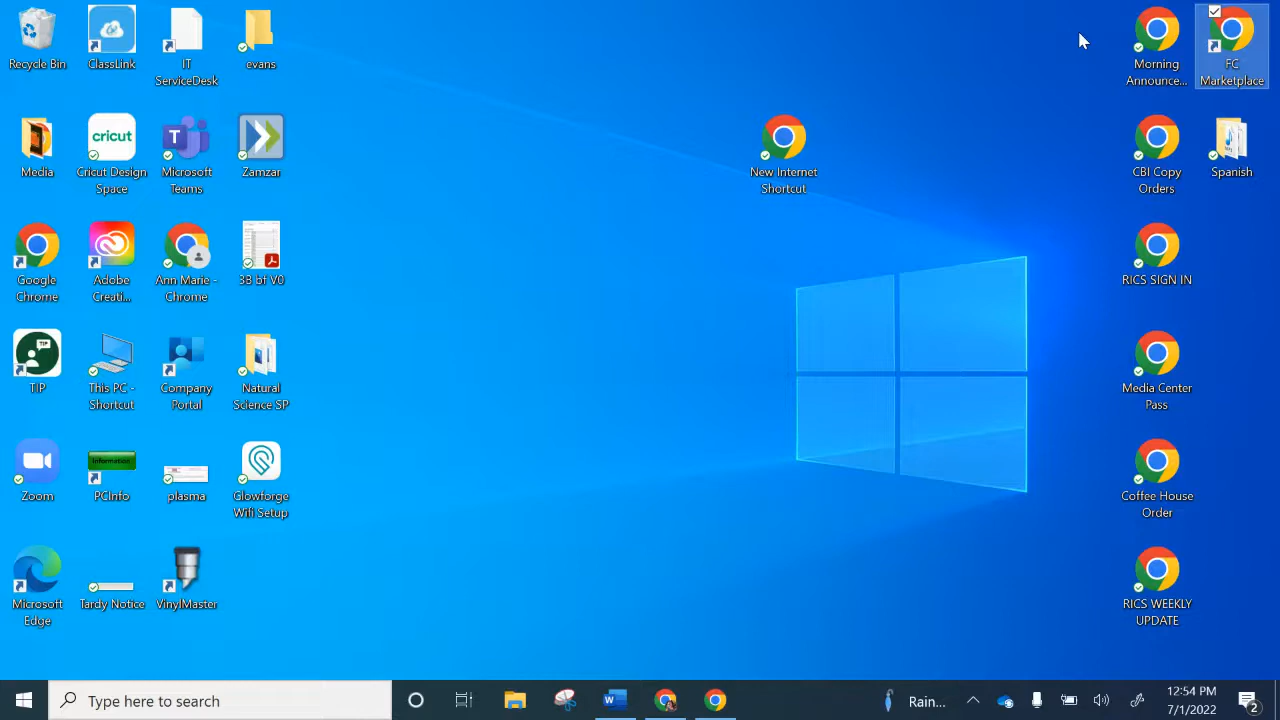 Recycle Bin
ClassLink
IT
ServiceDesk
evans
Morning
Announce...
FC
Marketplace
Media
cricut
Cricut Design
Space
Microsoft
Teams
Zamzar
New Internet
Shortcut
CBI Copy
Orders
Spanish
Google
Chrome
Adobe
Creati...
Ann Marie -
Chrome
3B bf V0
RICS SIGN IN
TIP
TIP
This PC -
Shortcut
Company
Portal
Natural
Science SP
Media Center
Pass
Zoom
Information
PCInfo
plasma
Glowforge
Wifi Setup
Coffee House
Order
Microsoft
Edge
Tardy Notice
VinylMaster
RICS WEEKLY
UPDATE
Type here to search
Rain...
12:54 PM
7/1/2022
2